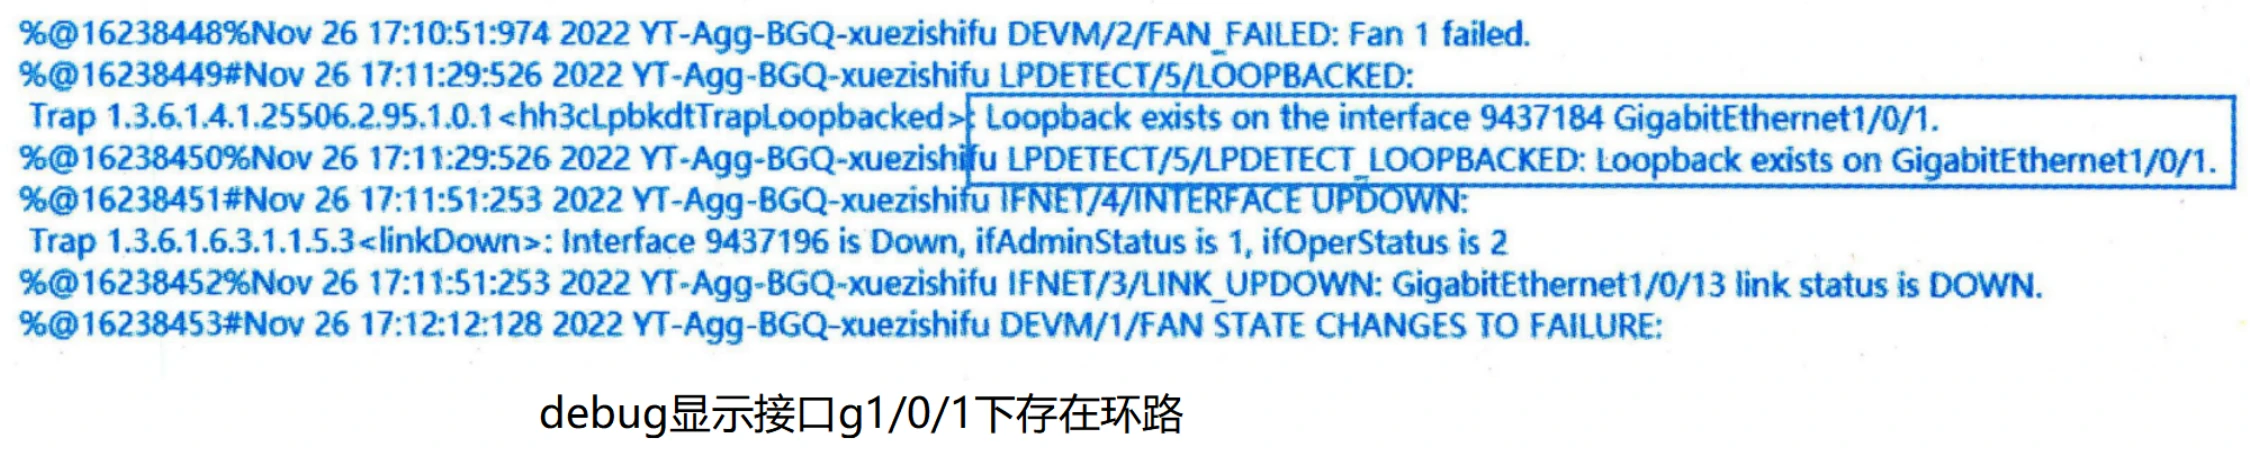 %@16238448%Nov 26 17:10:51:974 2022 YT-Agg-BGQ-xuezishifu DEVM/2/FAN_FAILED: Fan 1 failed.
%@16238449#Nov 26 17:11:29:526 2022 YT-Agg-BGQ-xuezishifu LPDETECT/5/LOOPBACKED:
Trap 1.3.6.1.4.1.25506.2.95.1.0.1<hh3cLpbkdtTrapLoopbacked>: Loopback exists on the interface 9437184 GigabitEthernet1/0/1.
%@16238450%Nov 26 17:11:29:526 2022 YT-Agg-BGQ-xuezishifu LPDETECT/5/LPDETECT_LOOPBACKED: Loopback exists on GigabitEthernet1/0/1.
%@16238451#Nov 26 17:11:51:253 2022 YT-Agg-BGQ-xuezishifu IFNET/4/INTERFACE UPDOWN:
Trap 1.3.6.1.6.3.1.1.5.3<linkDown>: Interface 9437196 is Down, ifAdminStatus is 1, ifOperStatus is 2
%@16238452%Nov 26 17:11:51:253 2022 YT-Agg-BGQ-xuezishifu IFNET/3/LINK_UPDOWN: GigabitEthernet1/0/13 link status is DOWN.
%@16238453#Nov 26 17:12:12:128 2022 YT-Agg-BGQ-xuezishifu DEVM/1/FAN STATE CHANGES TO FAILURE:
debug显示接口g1/0/1下存在环路